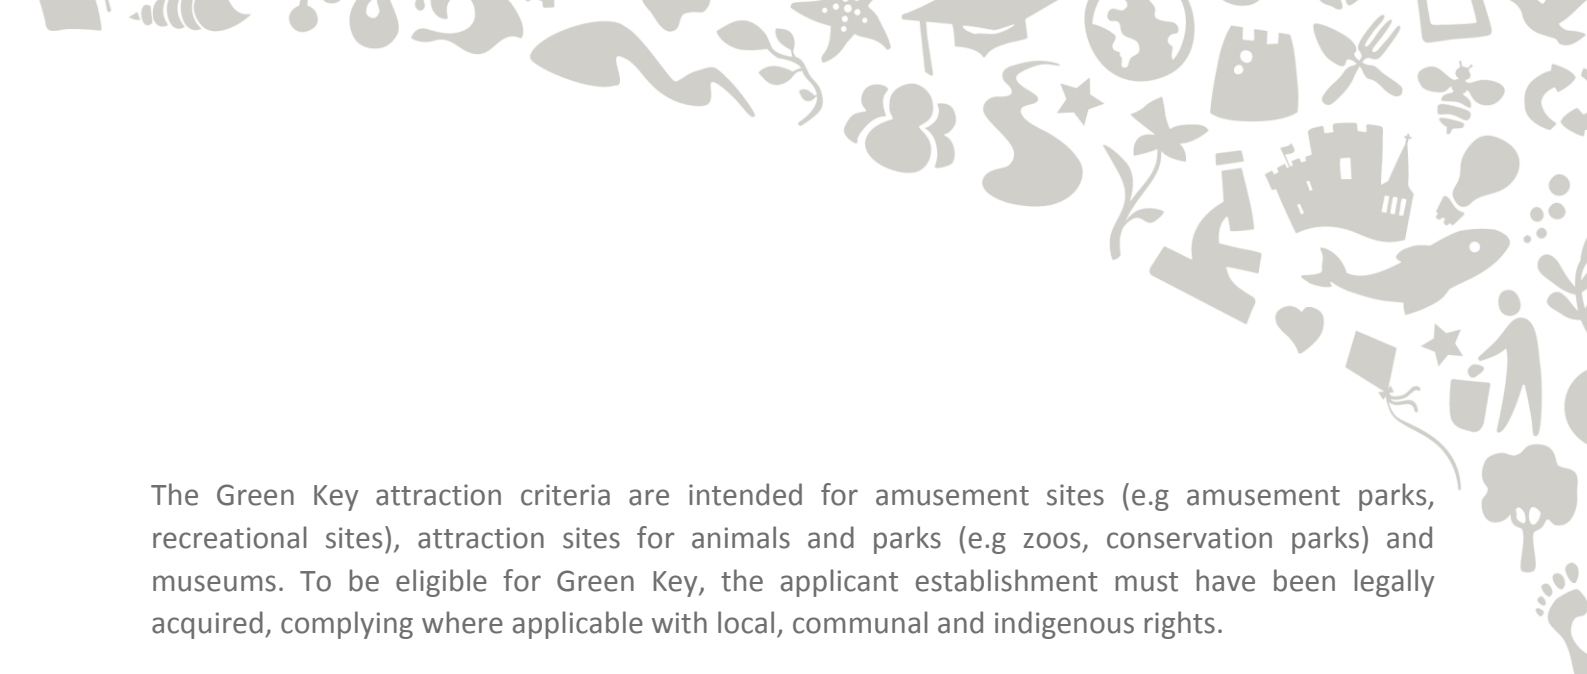 The Green Key attraction criteria are intended for amusement sites (e.g amusement parks,
recreational sites), attraction sites for animals and parks (e.g zoos, conservation parks) and
museums. To be eligible for Green Key, the applicant establishment must have been legally
acquired, complying where applicable with local, communal and indigenous rights.